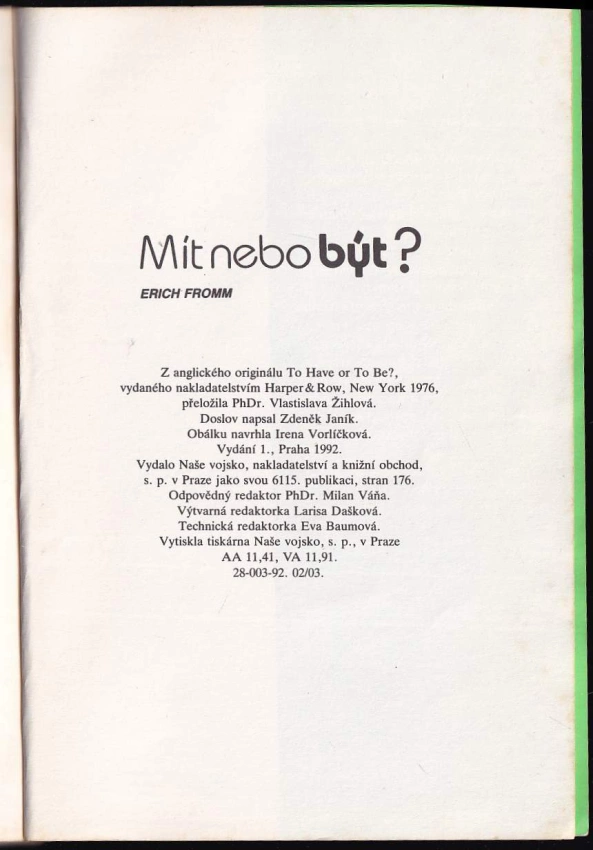 Mít nebo být?
ERICH FROMM
Z anglického originálu To Have or To Be?,
vydaného nakladatelstvím Harper & Row, New York 1976,
přeložila PhDr. Vlastislava Žihlová.
Doslov napsal Zdeněk Janík.
Obálku navrhla Irena Vorlíčková.
Vydání 1., Praha 1992.
Vydalo Naše vojsko, nakladatelství a knižní obchod,
s. p. v Praze jako svou 6115. publikaci, stran 176.
Odpovědný redaktor PhDr. Milan Váňa.
Výtvarná redaktorka Larisa Dašková.
Technická redaktorka Eva Baumová.
Vytiskla tiskárna Naše vojsko, s. p., v Praze
AA 11,41, VA 11,91.
28-003-92. 02/03.